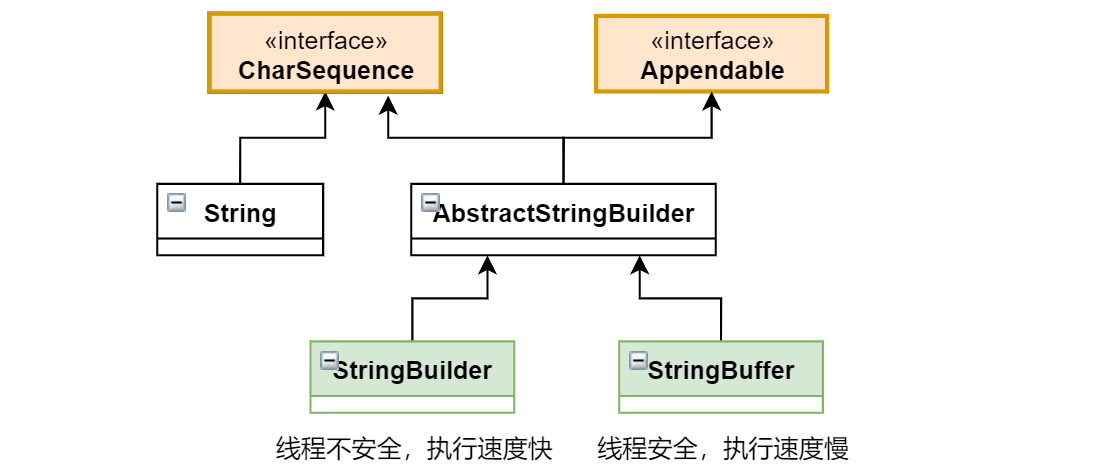 «interface»
CharSequence
«interface»
Appendable
String
AbstractStringBuilder
StringBuilder
StringBuffer
线程不安全，执行速度快
线程安全，执行速度慢